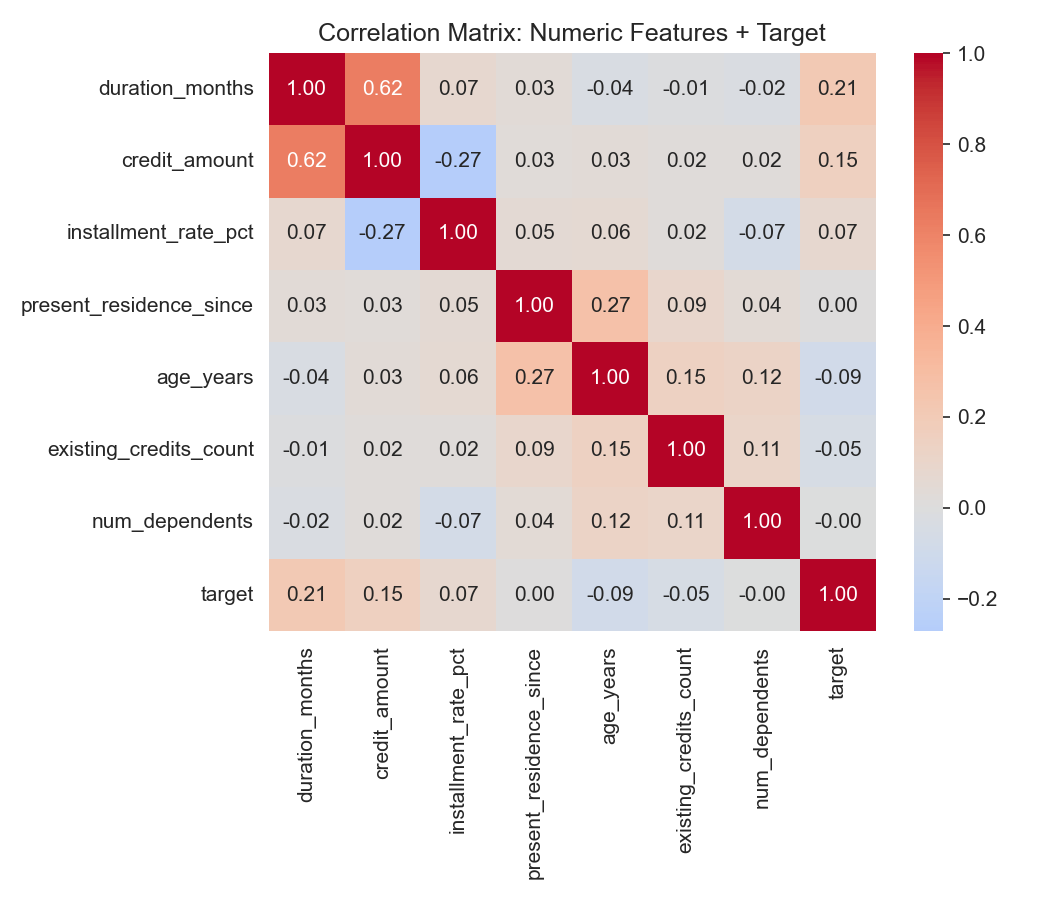 Correlation Matrix: Numeric Features + Target
duration_months 1.00 0.62 0.07 0.03 -0.04 -0.01 -0.02 0.21
credit_amount 0.62 1.00 -0.27 0.03 0.03 0.02 0.02 0.15
installment_rate_pct 0.07 -0.27 1.00 0.05 0.06 0.02 -0.07 0.07
present_residence_since 0.03 0.03 0.05 1.00 0.27 0.09 0.04 0.00
age_years -0.04 0.03 0.06 0.27 1.00 0.15 0.12 -0.09
existing_credits_count -0.01 0.02 0.02 0.09 0.15 1.00 0.11 -0.05
num_dependents -0.02 0.02 -0.07 0.04 0.12 0.11 1.00 -0.00
target 0.21 0.15 0.07 0.00 -0.09 -0.05 -0.00 1.00
duration_months
credit_amount
installment_rate_pct
present_residence_since
age_years
existing_credits_count
num_dependents
target
1.0
0.8
0.6
0.4
0.2
0.0
−0.2